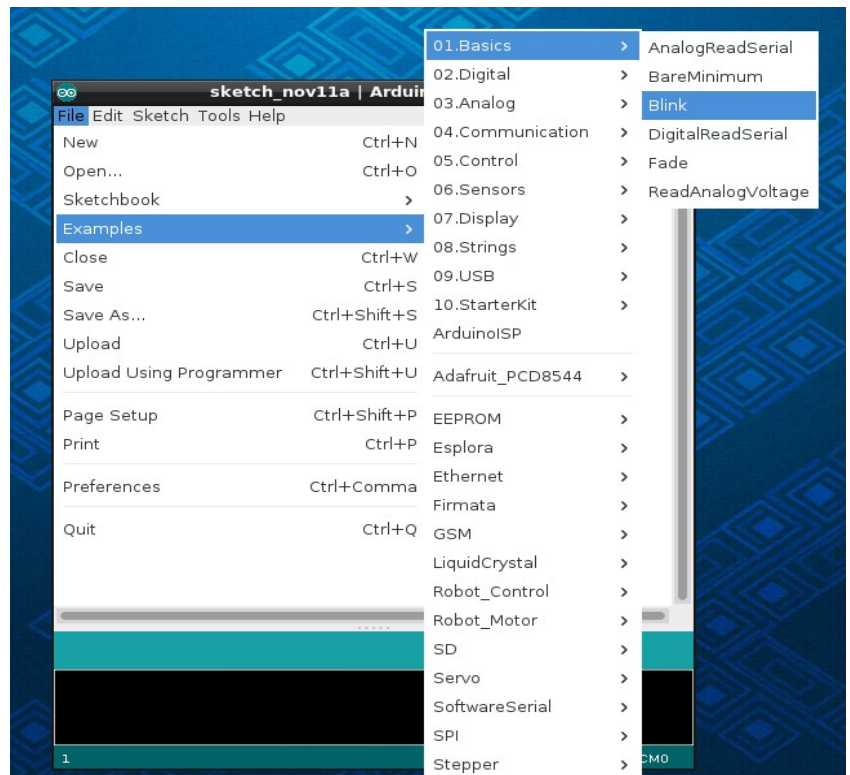 sketch_nov11a | Ardui
File Edit Sketch Tools Help
New Ctrl+N
Open... Ctrl+O
Sketchbook >
Examples >
Close Ctrl+W
Save Ctrl+S
Save As... Ctrl+Shift+S
Upload Ctrl+U
Upload Using Programmer Ctrl+Shift+U
Page Setup Ctrl+Shift+P
Print Ctrl+P
Preferences Ctrl+Comma
Quit Ctrl+Q
01.Basics >
02.Digital >
03.Analog >
04.Communication >
05.Control >
06.Sensors >
07.Display >
08.Strings >
09.USB >
10.StarterKit >
ArduinoISP
Adafruit_PCD8544 >
EEPROM >
Esplora >
Ethernet >
Firmata >
GSM >
LiquidCrystal >
Robot_Control >
Robot_Motor >
SD >
Servo >
SoftwareSerial >
SPI >
Stepper >
AnalogReadSerial
BareMinimum
Blink
DigitalReadSerial
Fade
ReadAnalogVoltage
1 CM0